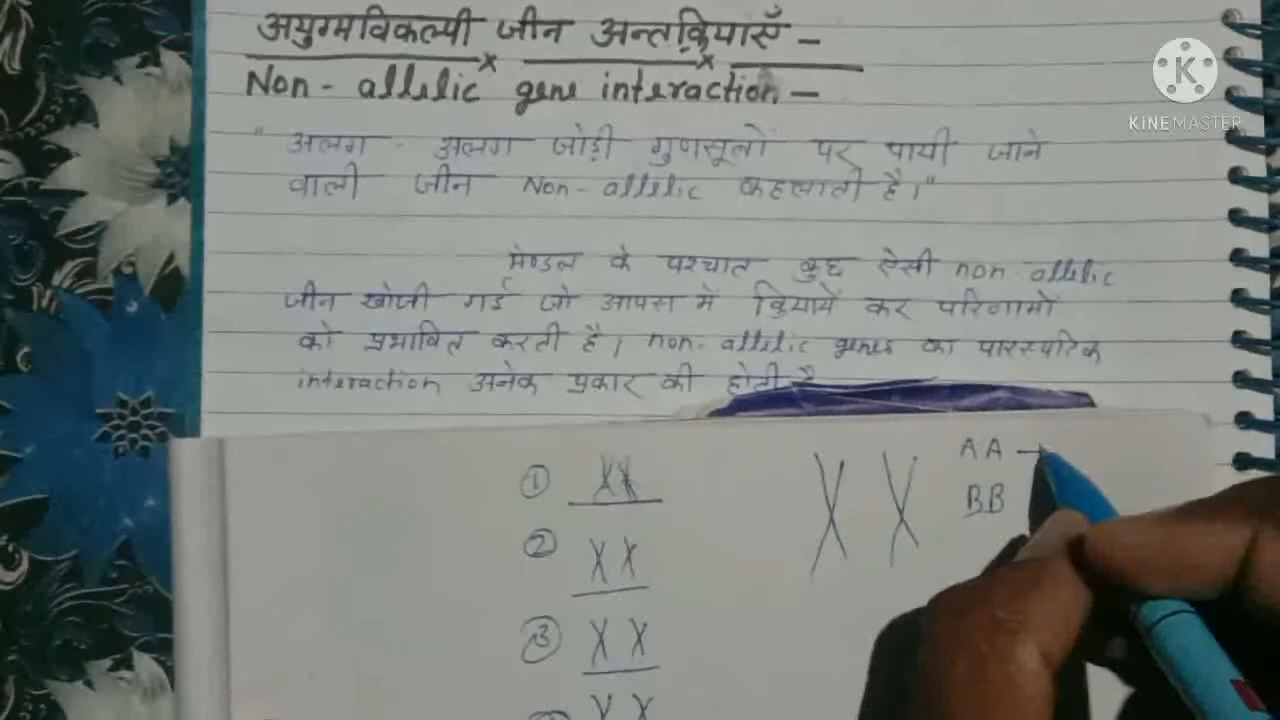 अयुग्मविकल्पी जीन अन्तक्रियाएँ –
Non - allelic gene interaction –
" अलग - अलग जोड़ी गुणसूत्रों पर पायी जाने
वाली जीन Non-allelic कहलाती है।"
मेण्डल के पश्चात कुछ ऐसी non allelic
जीन खोजी गई जो आपस में क्रियायें कर परिणामो
को प्रभावित करती है। non-allelic genes का पारस्परिक
interaction अनेक प्रकार की होती है
① XX
② X X
③ X X
X X
X X
AA –
BB
K
KINEMASTER